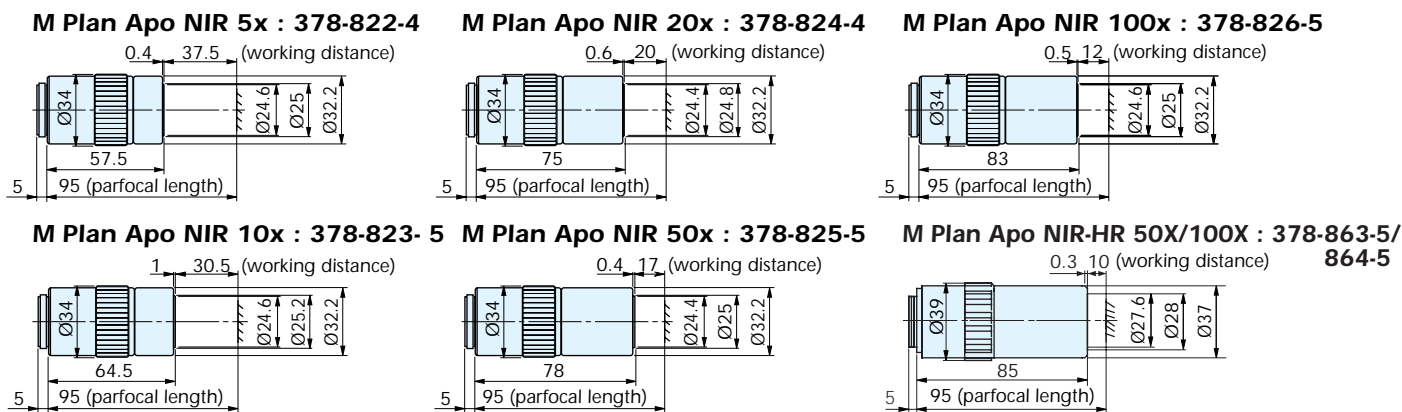 M Plan Apo NIR 5x : 378-822-4
0.4 37.5 (working distance)
Ø34
Ø24.6
Ø25
Ø32.2
57.5
5 95 (parfocal length)
M Plan Apo NIR 20x : 378-824-4
0.6 20 (working distance)
Ø34
Ø24.4
Ø24.8
Ø32.2
75
5 95 (parfocal length)
M Plan Apo NIR 100x : 378-826-5
0.5 12 (working distance)
Ø34
Ø24.6
Ø25
Ø32.2
83
5 95 (parfocal length)
M Plan Apo NIR 10x : 378-823- 5
1 30.5 (working distance)
Ø34
Ø24.6
Ø25.2
Ø32.2
64.5
5 95 (parfocal length)
M Plan Apo NIR 50x : 378-825-5
0.4 17 (working distance)
Ø34
Ø24.4
Ø25
Ø32.2
78
5 95 (parfocal length)
M Plan Apo NIR-HR 50X/100X : 378-863-5/
864-5
0.3 10 (working distance)
Ø39
Ø27.6
Ø28
Ø37
85
5 95 (parfocal length)